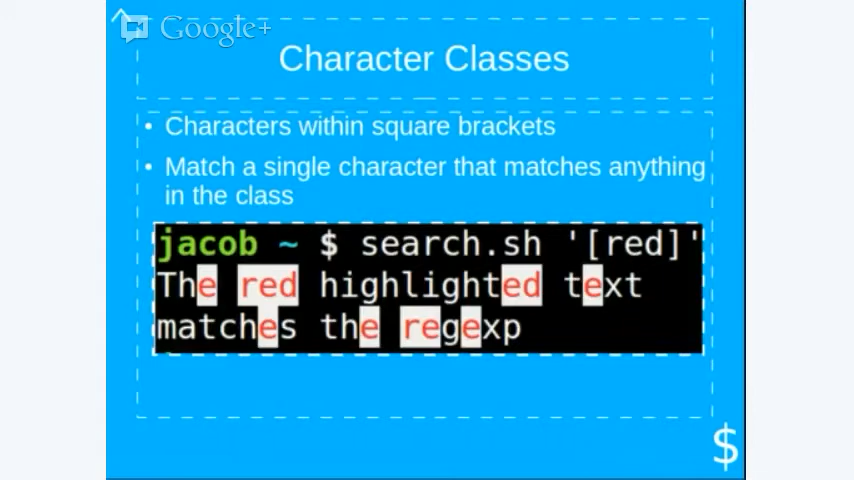 ^
Google+
Character Classes
• Characters within square brackets
• Match a single character that matches anything
in the class
jacob ~ $ search.sh '[red]'
The red highlighted text
matches the regexp
$